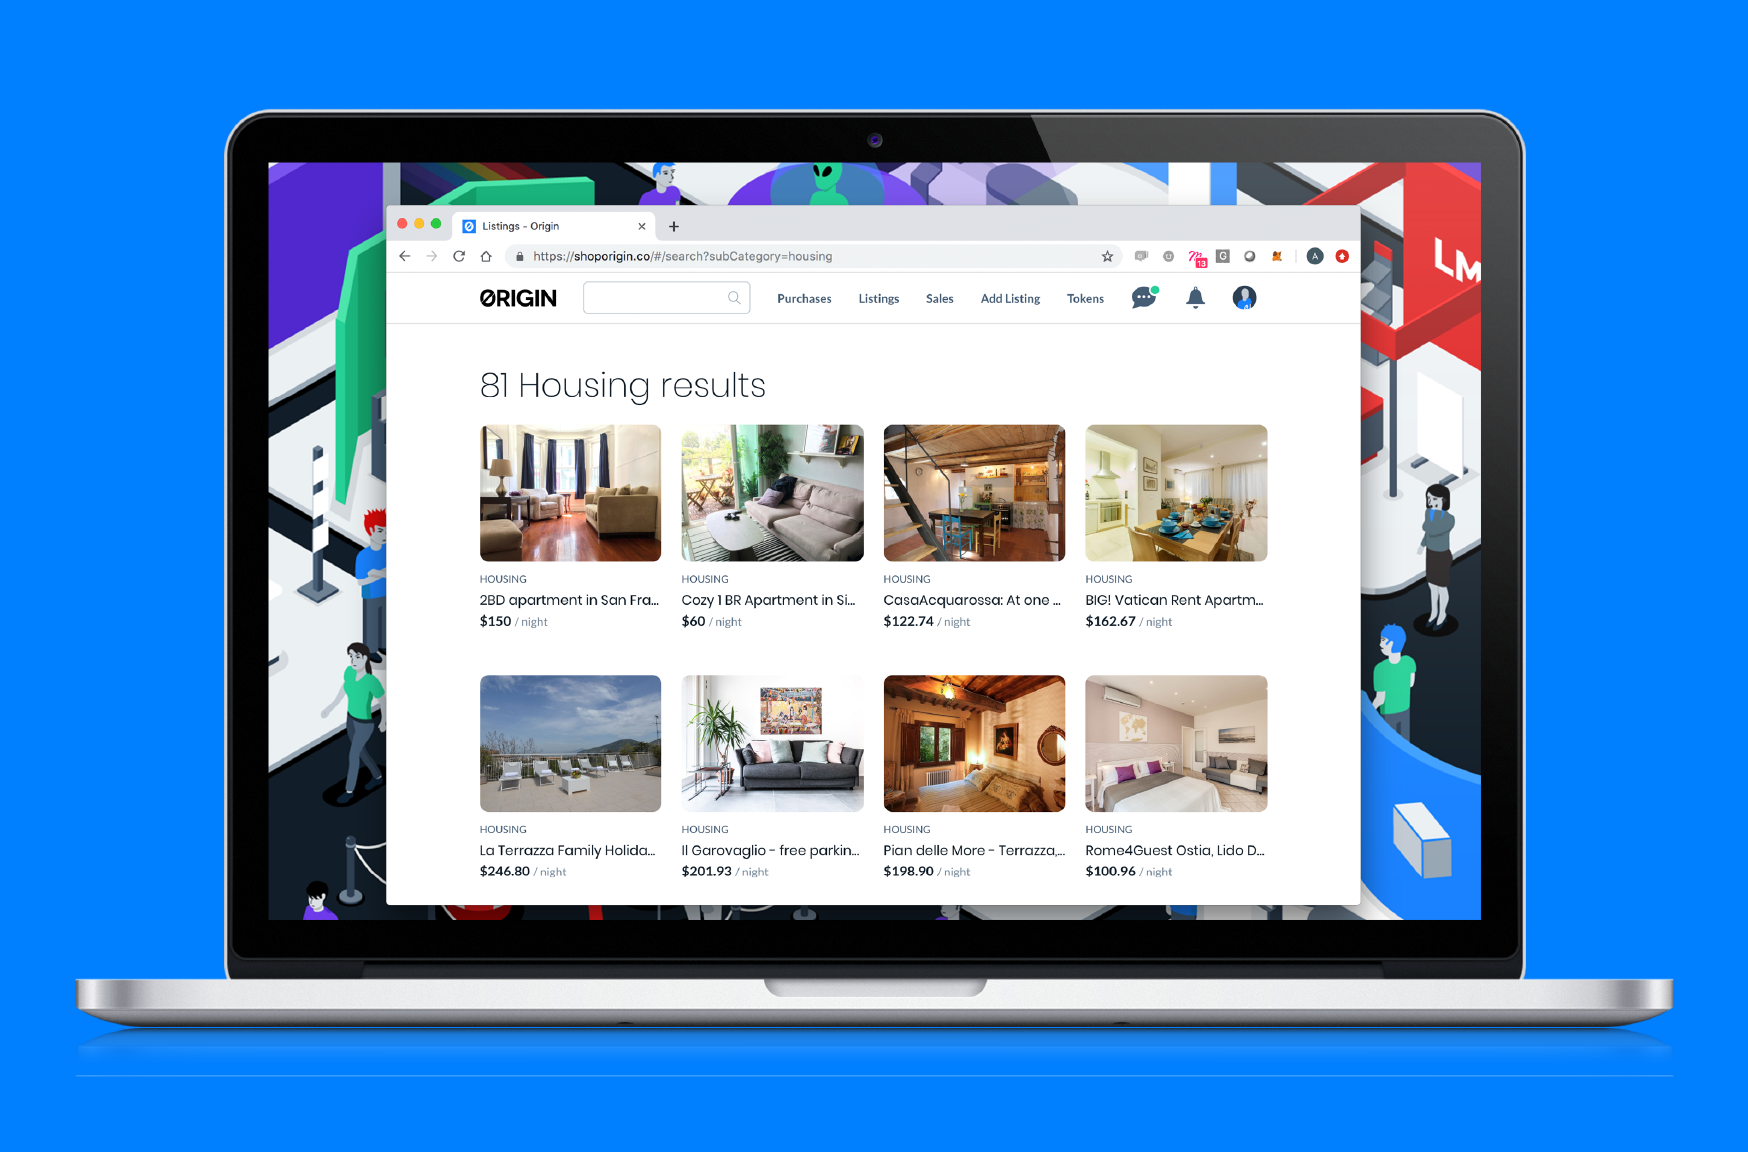 Listings - Origin
https://shoporigin.co/#/search?subCategory=housing
13
G
A
LM
ØRIGIN
Purchases
Listings
Sales
Add Listing
Tokens
81 Housing results
HOUSING
2BD apartment in San Fra...
$150 / night
HOUSING
Cozy 1 BR Apartment in Si...
$60 / night
HOUSING
CasaAcquarossa: At one ...
$122.74 / night
HOUSING
BIG! Vatican Rent Apartm...
$162.67 / night
HOUSING
La Terrazza Family Holida...
$246.80 / night
HOUSING
Il Garovaglio - free parkin...
$201.93 / night
HOUSING
Pian delle More - Terrazza,...
$198.90 / night
HOUSING
Rome4Guest Ostia, Lido D...
$100.96 / night